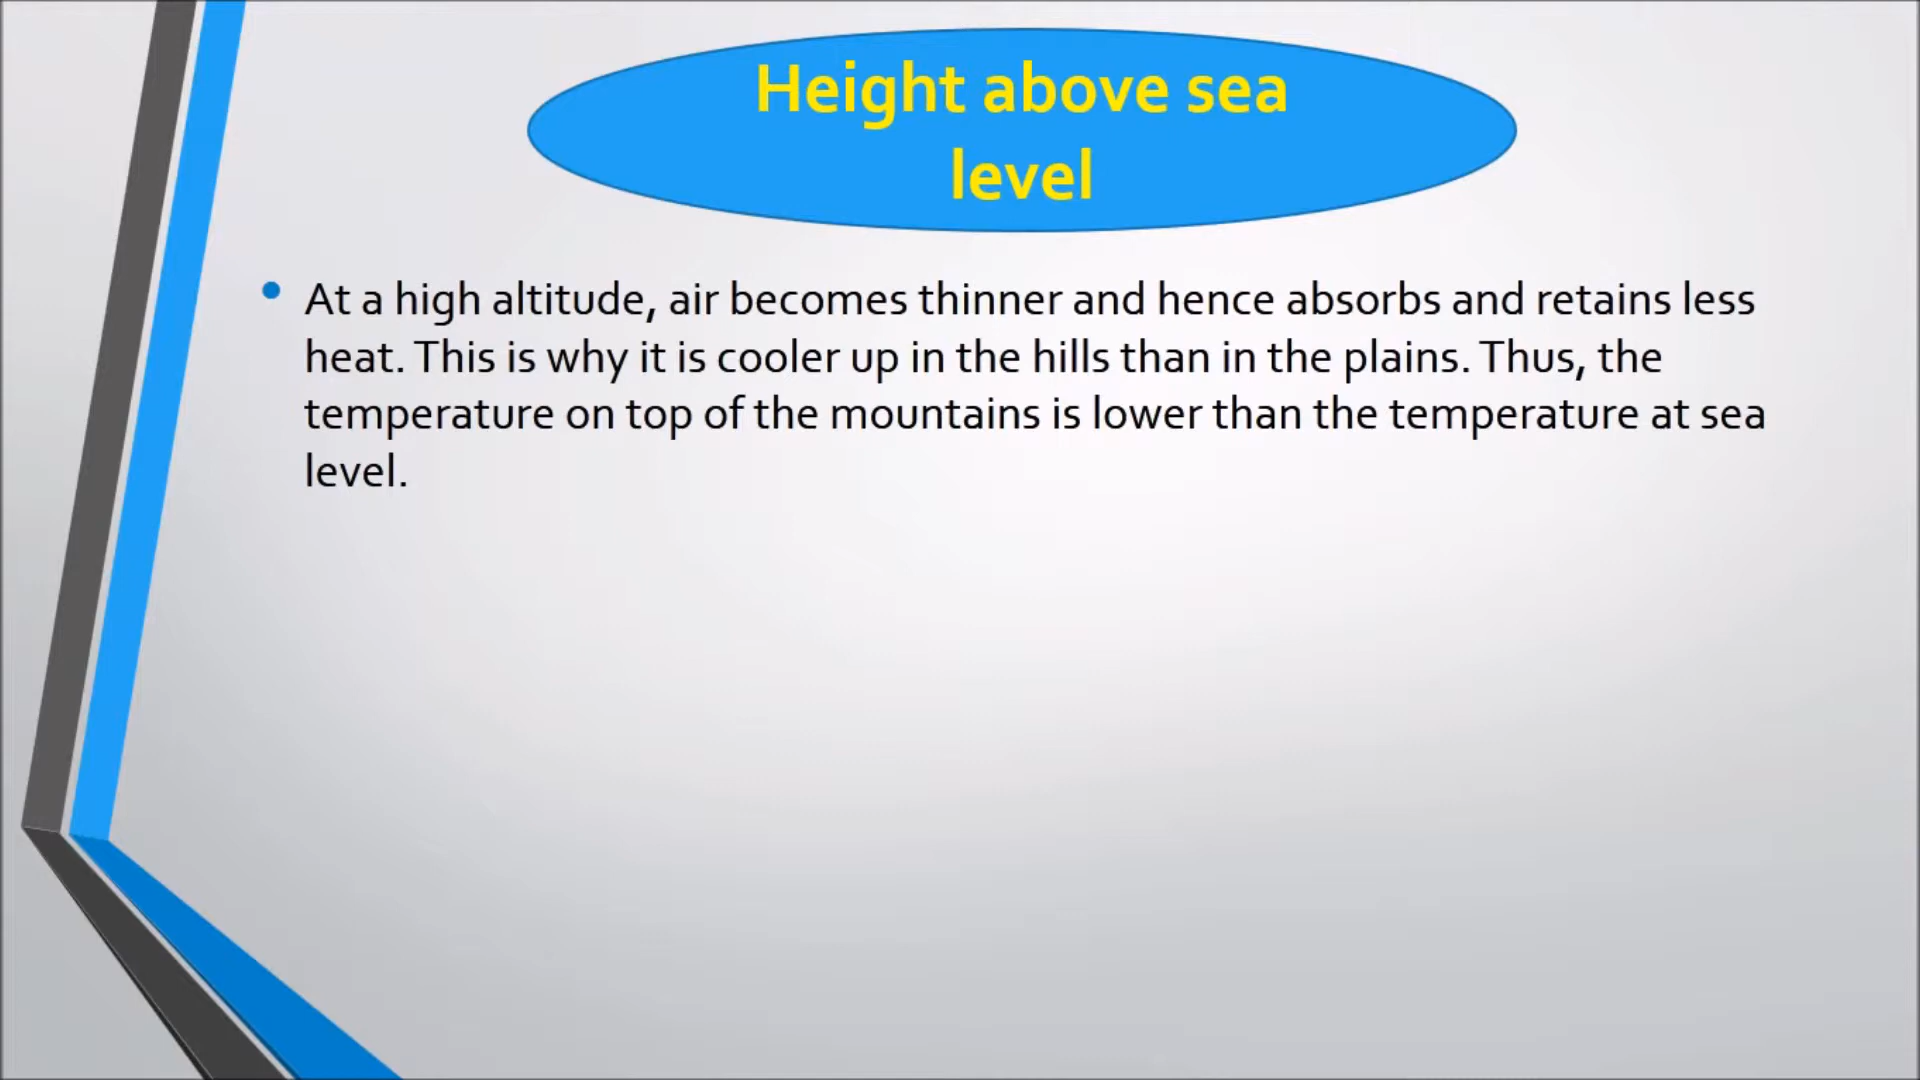 Height above sea
level
At a high altitude, air becomes thinner and hence absorbs and retains less
heat. This is why it is cooler up in the hills than in the plains. Thus, the
temperature on top of the mountains is lower than the temperature at sea
level.